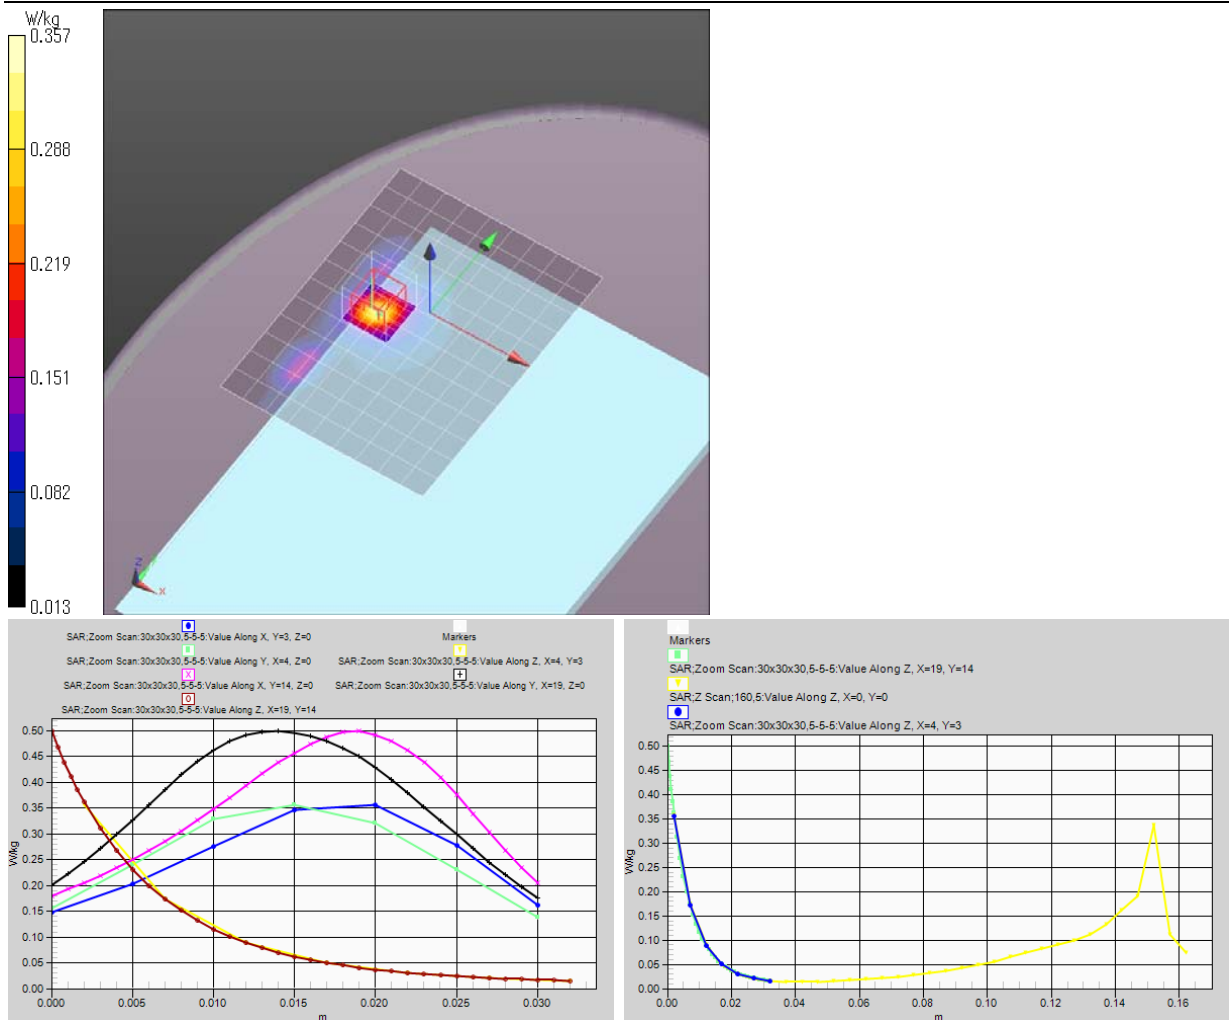 W/kg
0.357
0.288
0.219
0.151
0.082
0.013
Z
X
SAR;Zoom Scan:30x30x30,5-5-5:Value Along X, Y=3, Z=0
Markers
SAR;Zoom Scan:30x30x30,5-5-5:Value Along Y, X=4, Z=0
SAR;Zoom Scan:30x30x30,5-5-5:Value Along Z, X=4, Y=3
SAR;Zoom Scan:30x30x30,5-5-5:Value Along X, Y=14, Z=0
SAR;Zoom Scan:30x30x30,5-5-5:Value Along Y, X=19, Z=0
SAR;Zoom Scan:30x30x30,5-5-5:Value Along Z, X=19, Y=14
0.50
0.45
0.40
0.35
0.30
0.25
0.20
0.15
0.10
0.05
0.00
W/kg
0.000 0.005 0.010 0.015 0.020 0.025 0.030
m
Markers
SAR;Zoom Scan:30x30x30,5-5-5:Value Along Z, X=19, Y=14
SAR;Z Scan;160,5:Value Along Z, X=0, Y=0
SAR;Zoom Scan:30x30x30,5-5-5:Value Along Z, X=4, Y=3
0.50
0.45
0.40
0.35
0.30
0.25
0.20
0.15
0.10
0.05
0.00
W/kg
0.00 0.02 0.04 0.06 0.08 0.10 0.12 0.14 0.16
m